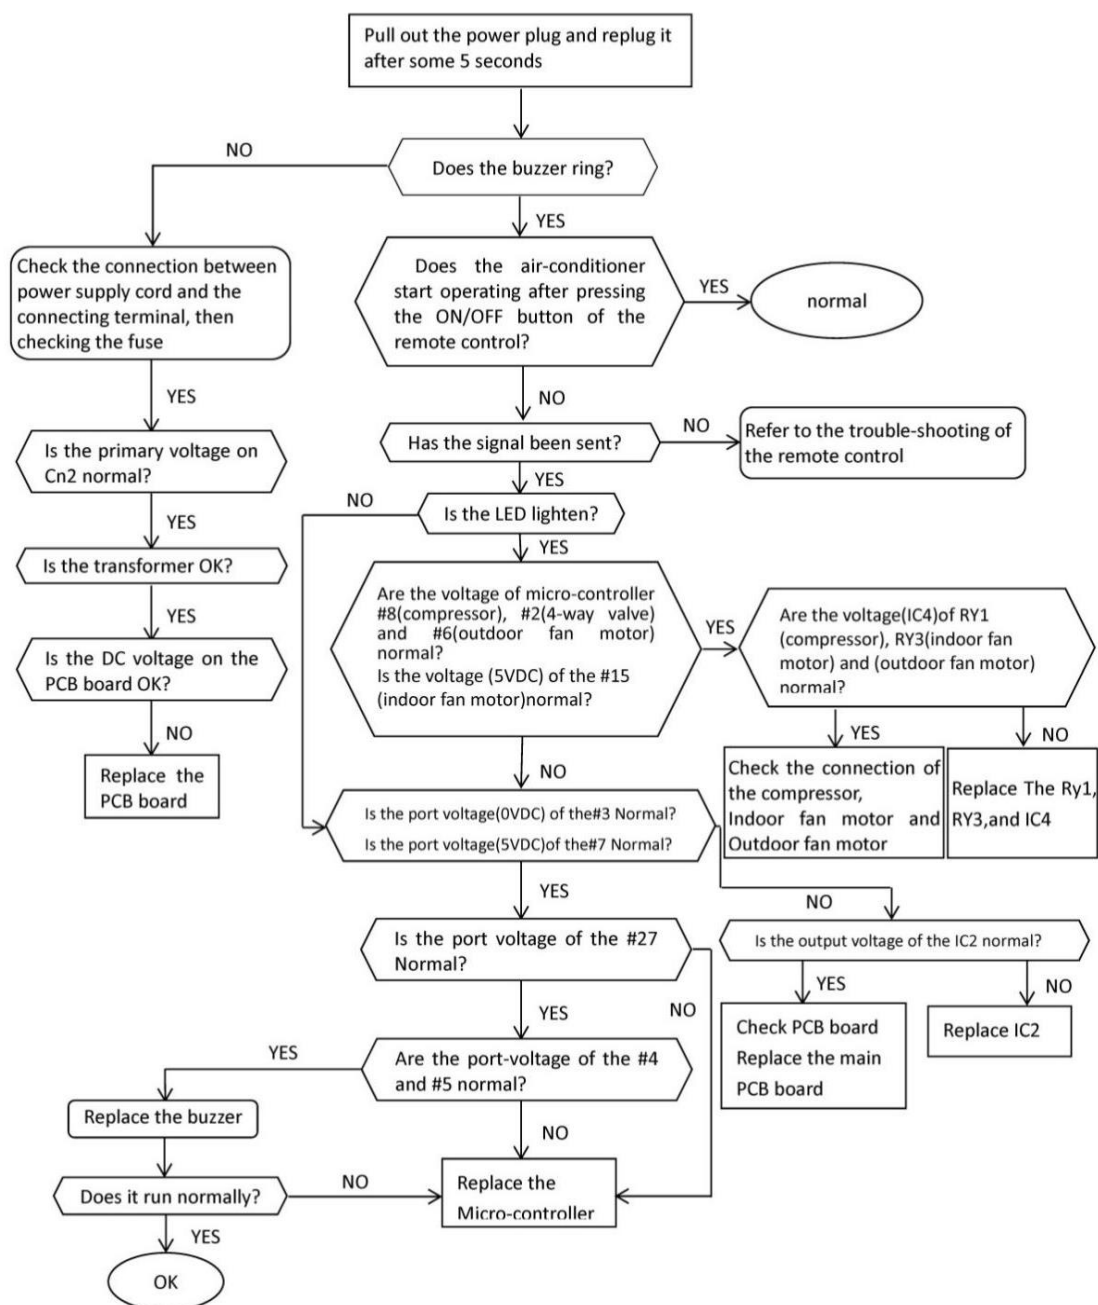 Pull out the power plug and replug it
after some 5 seconds
NO
Does the buzzer ring?
YES
Check the connection between
power supply cord and the
connecting terminal, then
checking the fuse
Does the air-conditioner
start operating after pressing
the ON/OFF button of the
remote control?
YES
normal
YES
NO
Is the primary voltage on
Cn2 normal?
Has the signal been sent?
NO
Refer to the trouble-shooting of
the remote control
YES
NO
Is the LED lighten?
YES
YES
Is the transformer OK?
YES
Are the voltage of micro-controller
#8(compressor), #2(4-way valve)
and #6(outdoor fan motor)
normal?
Is the voltage (5VDC) of the #15
(indoor fan motor)normal?
YES
Are the voltage(IC4)of RY1
(compressor), RY3(indoor fan
motor) and (outdoor fan motor)
normal?
Is the DC voltage on the
PCB board OK?
NO
Replace the
PCB board
NO
YES
NO
Check the connection of
the compressor,
Indoor fan motor and
Outdoor fan motor
Replace The Ry1,
RY3,and IC4
Is the port voltage(0VDC) of the#3 Normal?
Is the port voltage(5VDC)of the#7 Normal?
YES
NO
Is the port voltage of the #27
Normal?
Is the output voltage of the IC2 normal?
YES
NO
YES
NO
Check PCB board
Replace the main
PCB board
Replace IC2
YES
Are the port-voltage of the #4
and #5 normal?
Replace the buzzer
NO
Does it run normally?
NO
Replace the
Micro-controller
YES
OK